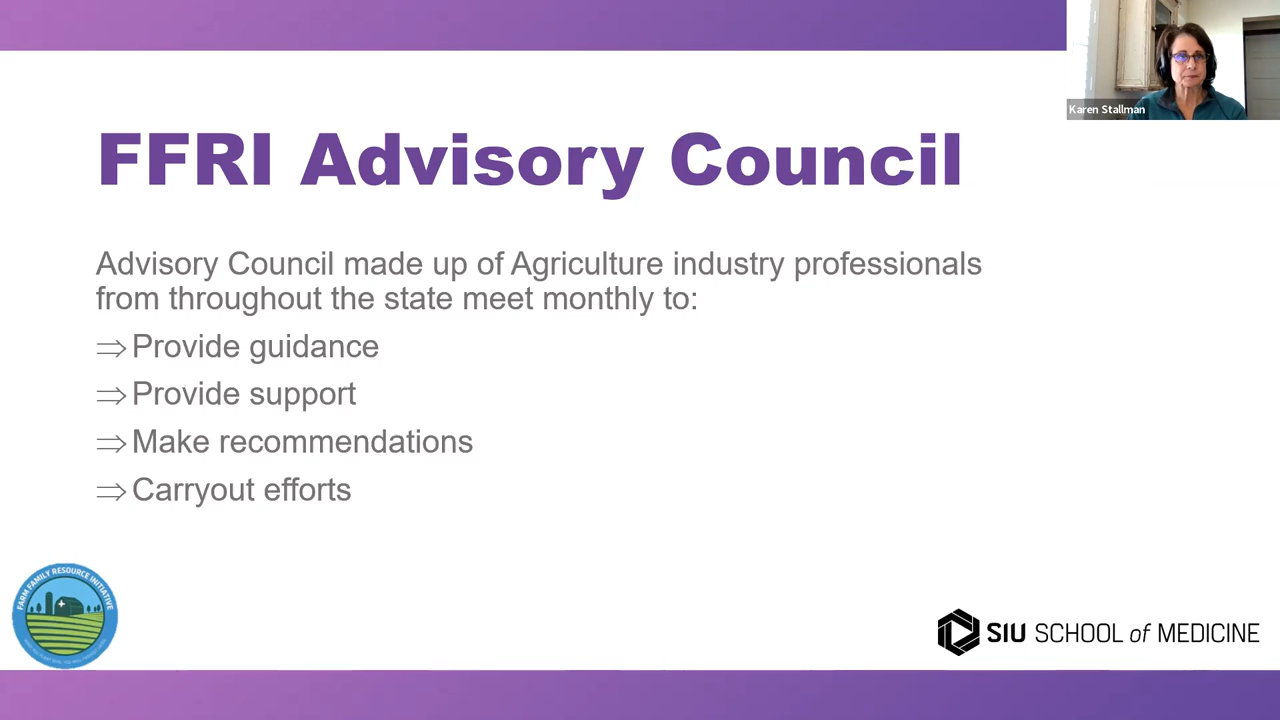 Karen Stallman
FFRI Advisory Council
Advisory Council made up of Agriculture industry professionals
from throughout the state meet monthly to:
⇒ Provide guidance
⇒ Provide support
⇒ Make recommendations
⇒ Carryout efforts
FARM FAMILY RESOURCE INITIATIVE
SIU SCHOOL of MEDICINE